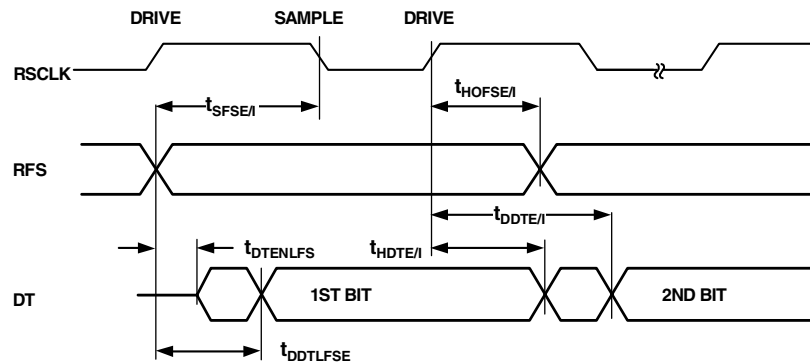 DRIVE SAMPLE DRIVE
RSCLK
tSFSE/I
tHOFSE/I
RFS
tDDTE/I
tDTENLFS
tHDTE/I
DT
1ST BIT
2ND BIT
tDDTLFSE